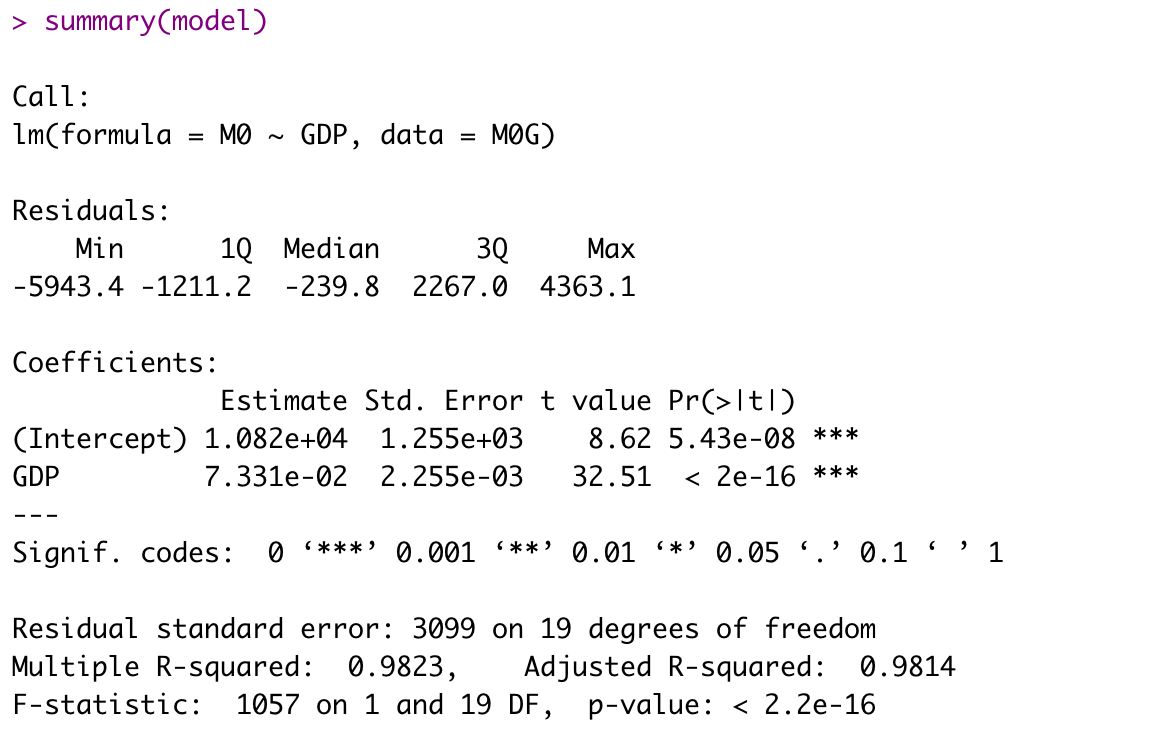 > summary(model)
Call:
lm(formula = M0 ~ GDP, data = M0G)
Residuals:
    Min      1Q  Median      3Q     Max
-5943.4 -1211.2  -239.8  2267.0  4363.1
Coefficients:
             Estimate Std. Error t value Pr(>|t|)
(Intercept) 1.082e+04  1.255e+03    8.62 5.43e-08 ***
GDP         7.331e-02  2.255e-03   32.51  < 2e-16 ***
---
Signif. codes:  0 ‘***’ 0.001 ‘**’ 0.01 ‘*’ 0.05 ‘.’ 0.1 ‘ ’ 1
Residual standard error: 3099 on 19 degrees of freedom
Multiple R-squared:  0.9823,    Adjusted R-squared:  0.9814
F-statistic:  1057 on 1 and 19 DF,  p-value: < 2.2e-16